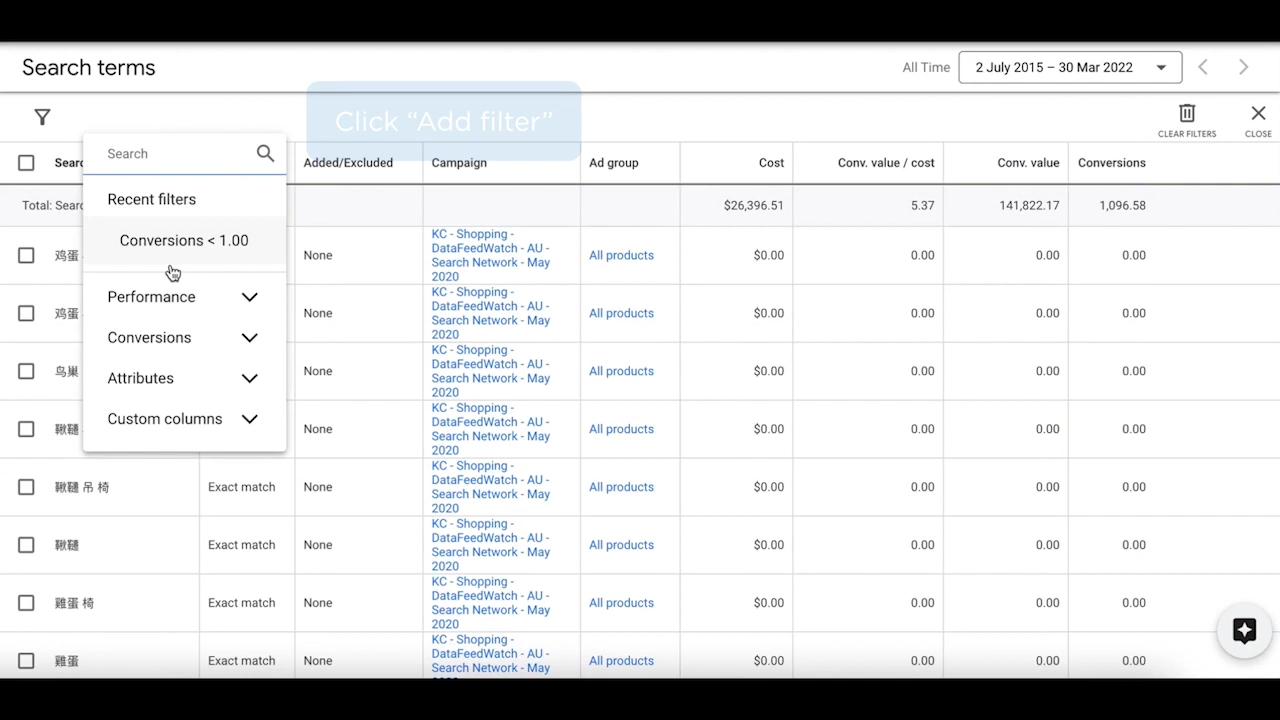 Search terms
All Time
2 July 2015 – 30 Mar 2022
Click “Add filter”
CLEAR FILTERS
CLOSE
Search
Recent filters
Conversions < 1.00
Performance
Conversions
Attributes
Custom columns
Added/Excluded Campaign Ad group Cost Conv. value / cost Conv. value Conversions
Total: $26,396.51 5.37 141,822.17 1,096.58
鸡蛋 None KC - Shopping -
DataFeedWatch - AU -
Search Network - May
2020
All products $0.00 0.00 0.00 0.00
鸡蛋 None KC - Shopping -
DataFeedWatch - AU -
Search Network - May
2020
All products $0.00 0.00 0.00 0.00
鸟巢 None KC - Shopping -
DataFeedWatch - AU -
Search Network - May
2020
All products $0.00 0.00 0.00 0.00
鞦韆 None KC - Shopping -
DataFeedWatch - AU -
Search Network - May
2020
All products $0.00 0.00 0.00 0.00
鞦韆 吊 椅 Exact match None KC - Shopping -
DataFeedWatch - AU -
Search Network - May
2020
All products $0.00 0.00 0.00 0.00
鞦韆 Exact match None KC - Shopping -
DataFeedWatch - AU -
Search Network - May
2020
All products $0.00 0.00 0.00 0.00
雞蛋 椅 Exact match None KC - Shopping -
DataFeedWatch - AU -
Search Network - May
2020
All products $0.00 0.00 0.00 0.00
雞蛋 Exact match None KC - Shopping -
DataFeedWatch - AU -
Search Network - May
All products $0.00 0.00 0.00 0.00